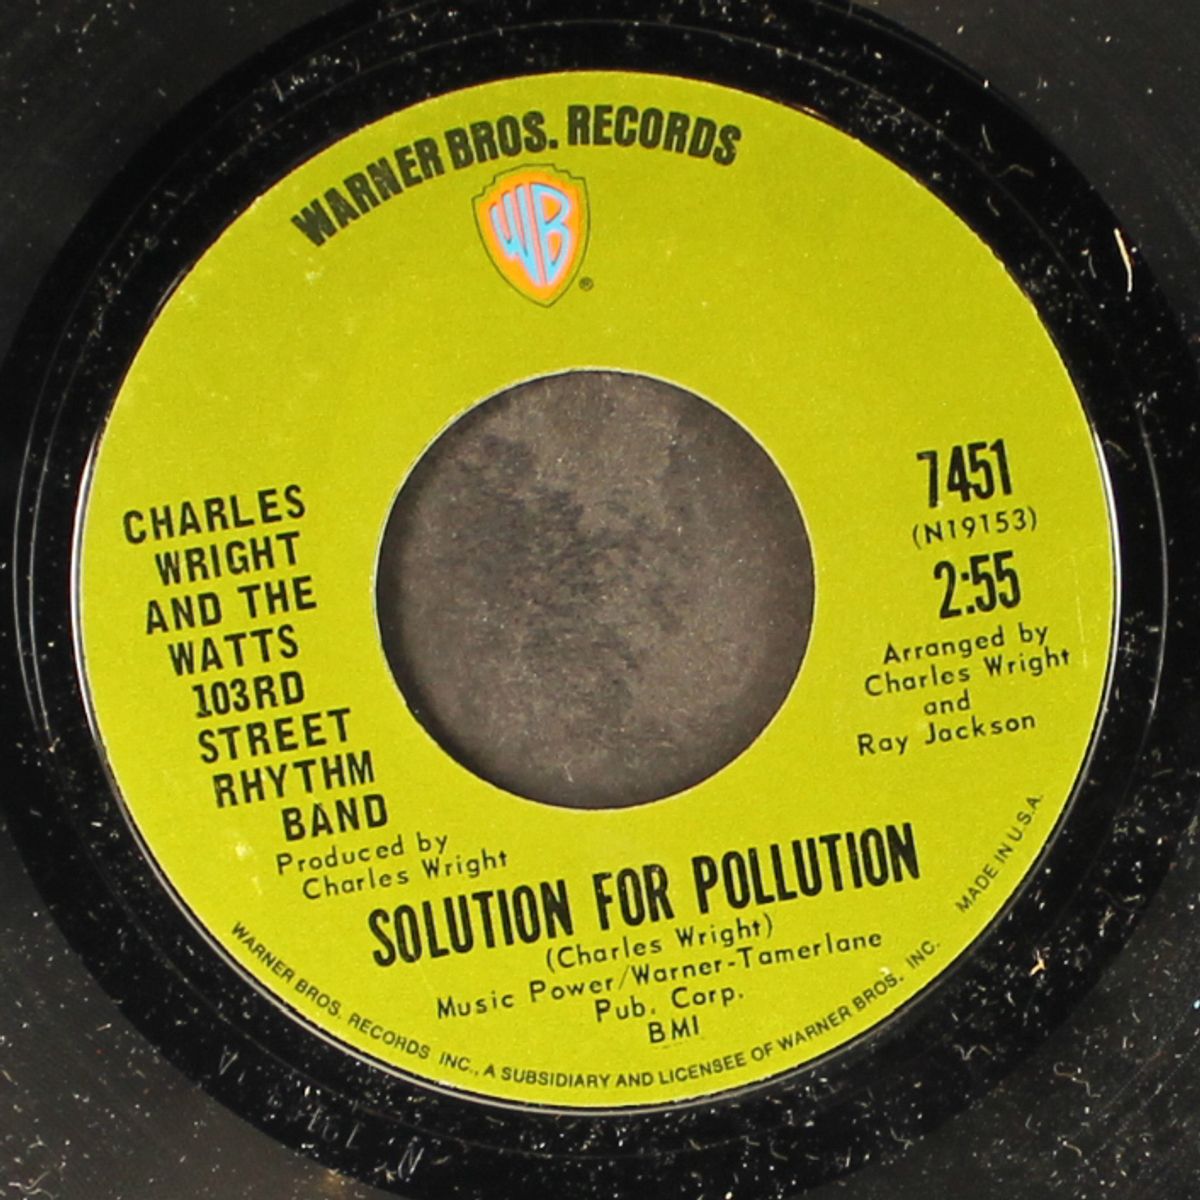 WARNER BROS. RECORDS
WB
®
CHARLES
WRIGHT
AND THE
WATTS
103RD
STREET
RHYTHM
BAND
Produced by
Charles Wright
7451
(N19153)
2:55
Arranged by
Charles Wright
and
Ray Jackson
SOLUTION FOR POLLUTION
(Charles Wright)
Music Power/Warner-Tamerlane
Pub. Corp.
BMI
MADE IN U.S.A.
WARNER BROS. RECORDS INC., A SUBSIDIARY AND LICENSEE OF WARNER BROS. INC.